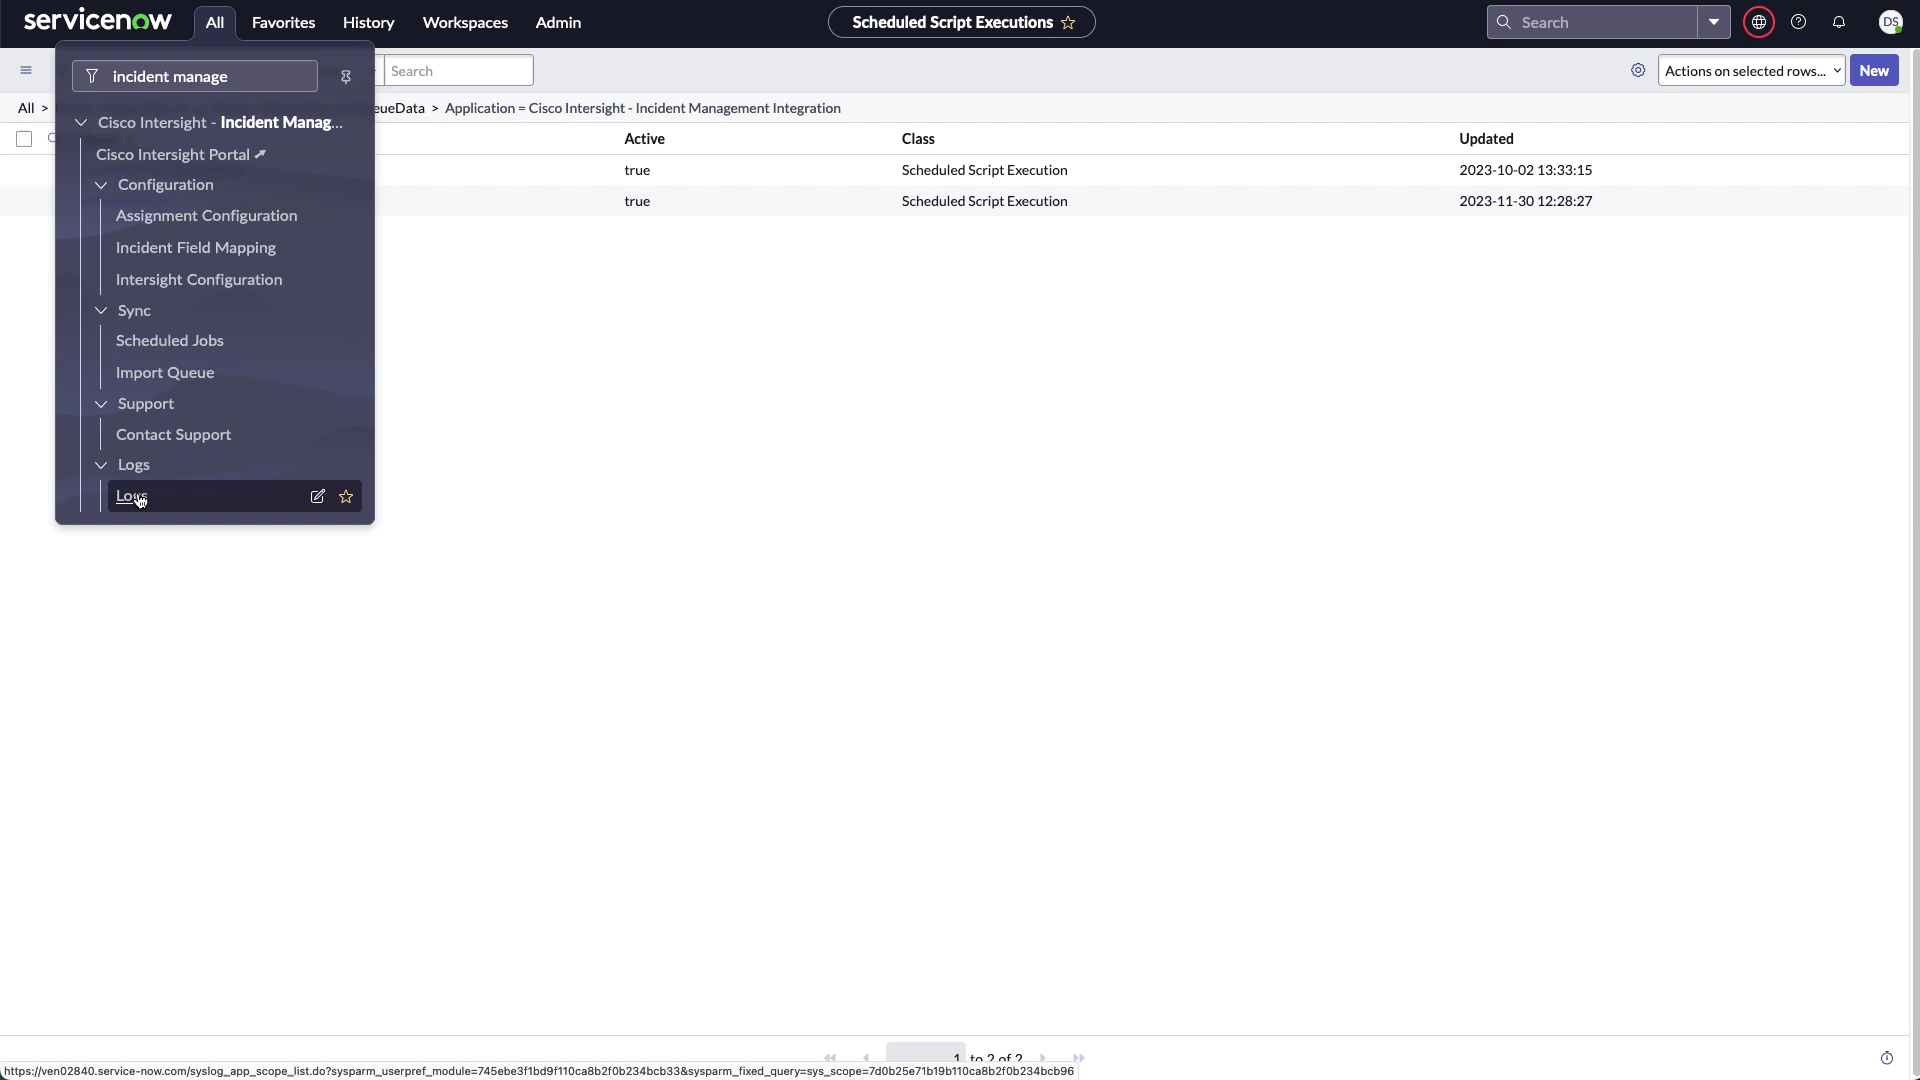 servicenow All Favorites History Workspaces Admin Scheduled Script Executions Search DS
incident manage Search Actions on selected rows... New
All > eueData > Application = Cisco Intersight - Incident Management Integration
Cisco Intersight - Incident Manag...
Active Class Updated
Cisco Intersight Portal
true Scheduled Script Execution 2023-10-02 13:33:15
Configuration
true Scheduled Script Execution 2023-11-30 12:28:27
Assignment Configuration
Incident Field Mapping
Intersight Configuration
Sync
Scheduled Jobs
Import Queue
Support
Contact Support
Logs
Logs
1 to 2 of 2
https://ven02840.service-now.com/syslog_app_scope_list.do?sysparm_userpref_module=745ebe3f1bd9f110ca8b2f0b234bcb33&sysparm_fixed_query=sys_scope=7d0b25e71b19b110ca8b2f0b234bcb96